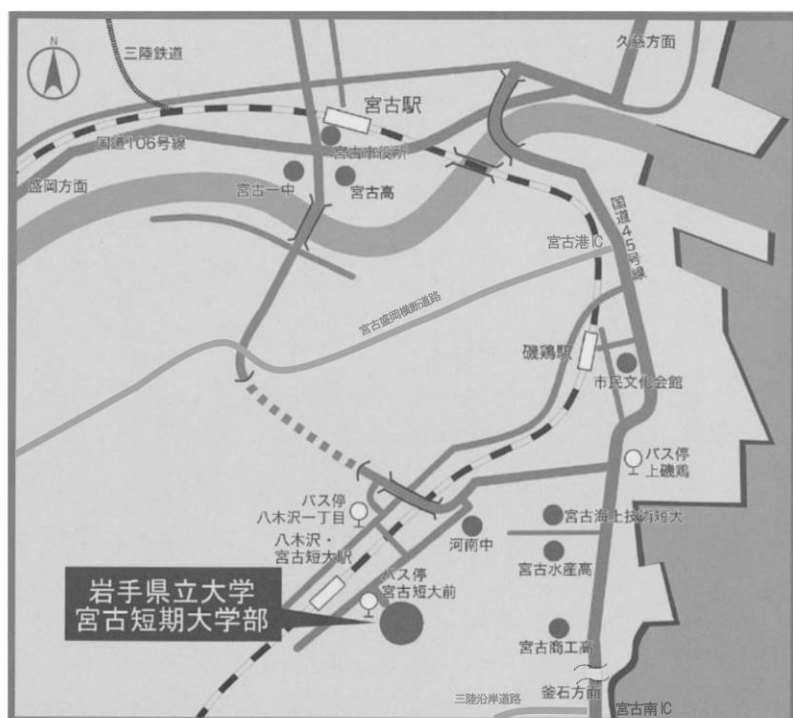 N
三陸鉄道
久慈方面
宮古駅
国道106号線
宮古市役所
盛岡方面
宮古一中
宮古高
国道45号線
宮古港IC
宮古盛岡横断道路
磯鶏駅
市民文化会館
バス停
上磯鶏
バス停
八木沢一丁目
宮古海上技術短大
八木沢・
宮古短大駅
河南中
宮古水産高
バス停
宮古短大前
岩手県立大学
宮古短期大学部
宮古商工高
釜石方面
三陸沿岸道路
宮古南IC